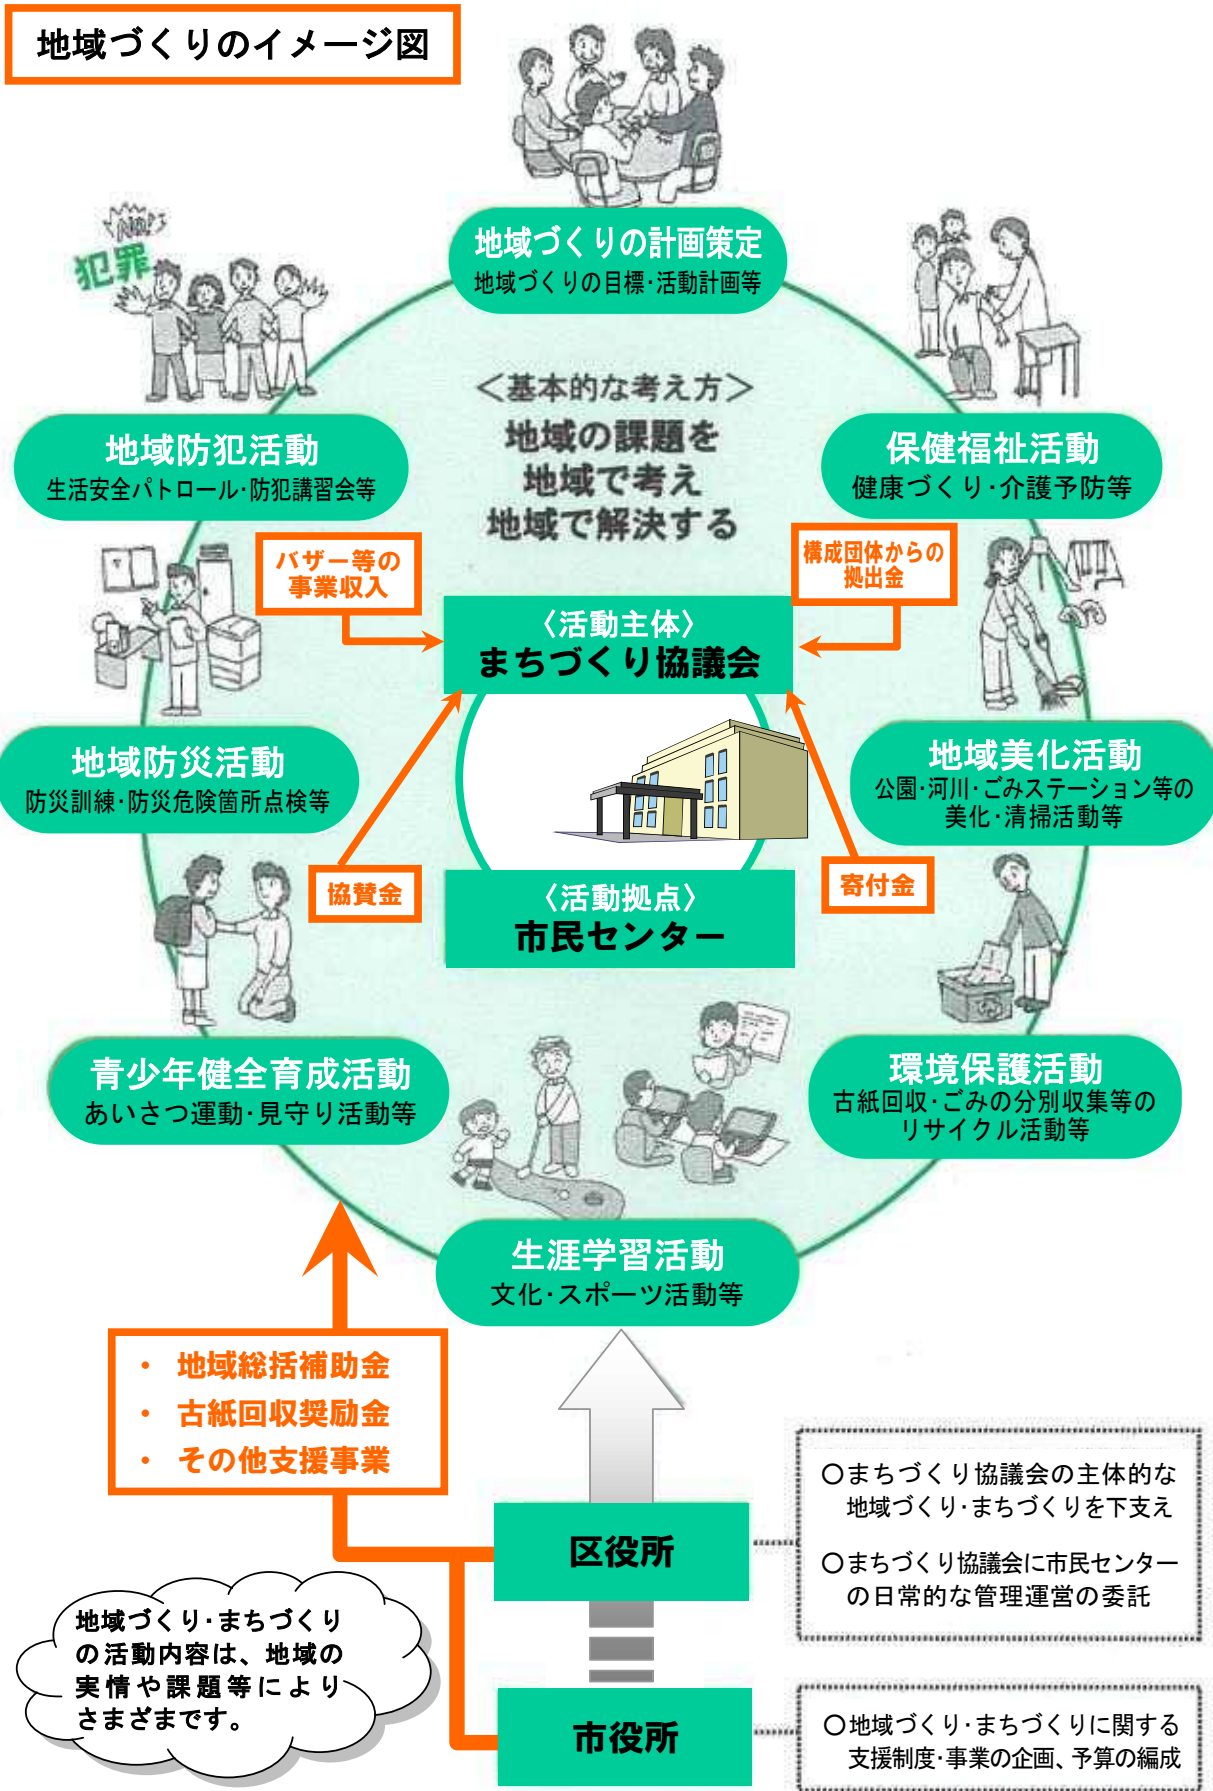 地域づくりのイメージ図
地域づくりの計画策定
地域づくりの目標・活動計画等
NO!
犯罪
地域防犯活動
生活安全パトロール・防犯講習会等
＜基本的な考え方＞
地域の課題を
地域で考え
地域で解決する
保健福祉活動
健康づくり・介護予防等
バザー等の
事業収入
構成団体からの
拠出金
〈活動主体〉
まちづくり協議会
地域防災活動
防災訓練・防災危険箇所点検等
地域美化活動
公園・河川・ごみステーション等の
美化・清掃活動等
協賛金
寄付金
〈活動拠点〉
市民センター
青少年健全育成活動
あいさつ運動・見守り活動等
環境保護活動
古紙回収・ごみの分別収集等の
リサイクル活動等
生涯学習活動
文化・スポーツ活動等
・ 地域総括補助金
・ 古紙回収奨励金
・ その他支援事業
区役所
○まちづくり協議会の主体的な
地域づくり・まちづくりを下支え
○まちづくり協議会に市民センター
の日常的な管理運営の委託
地域づくり・まちづくり
の活動内容は、地域の
実情や課題等により
さまざまです。
市役所
○地域づくり・まちづくりに関する
支援制度・事業の企画、予算の編成